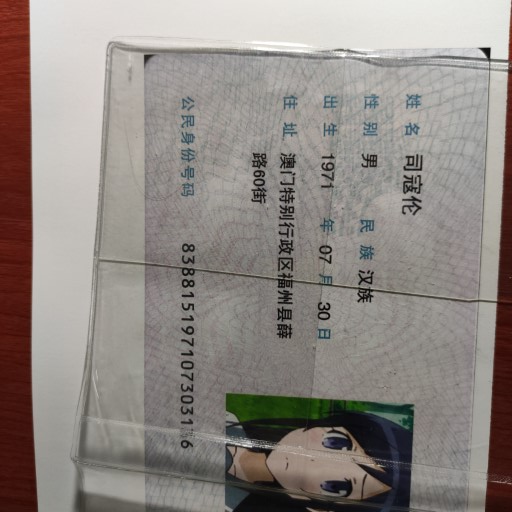 姓名 司寇伦
性别 男 民族 汉族
出生 1971 年 07 月 30 日
住址 澳门特别行政区福州县薛
路60街
公民身份号码 8388151971073031 6